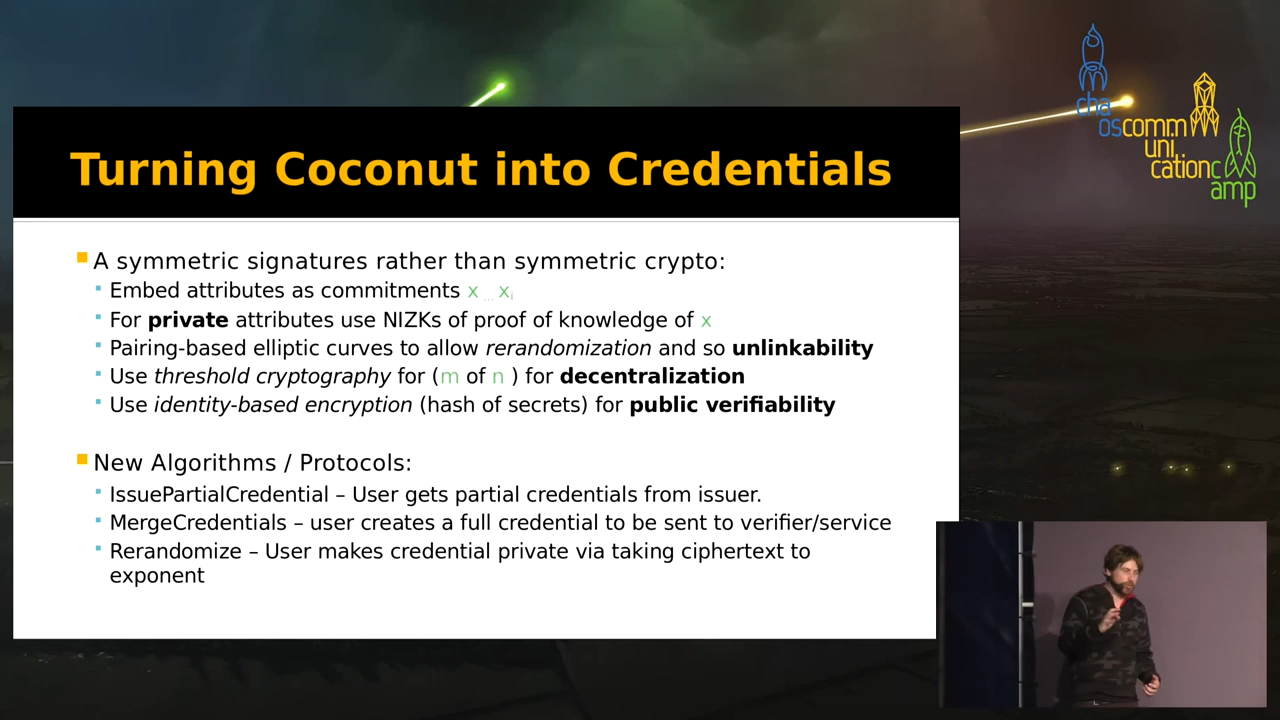 chaoscommunicationcamp
Turning Coconut into Credentials
A symmetric signatures rather than symmetric crypto:
Embed attributes as commitments x ... xᵢ
For private attributes use NIZKs of proof of knowledge of x
Pairing-based elliptic curves to allow rerandomization and so unlinkability
Use threshold cryptography for (m of n ) for decentralization
Use identity-based encryption (hash of secrets) for public verifiability
New Algorithms / Protocols:
IssuePartialCredential – User gets partial credentials from issuer.
MergeCredentials – user creates a full credential to be sent to verifier/service
Rerandomize – User makes credential private via taking ciphertext to
exponent